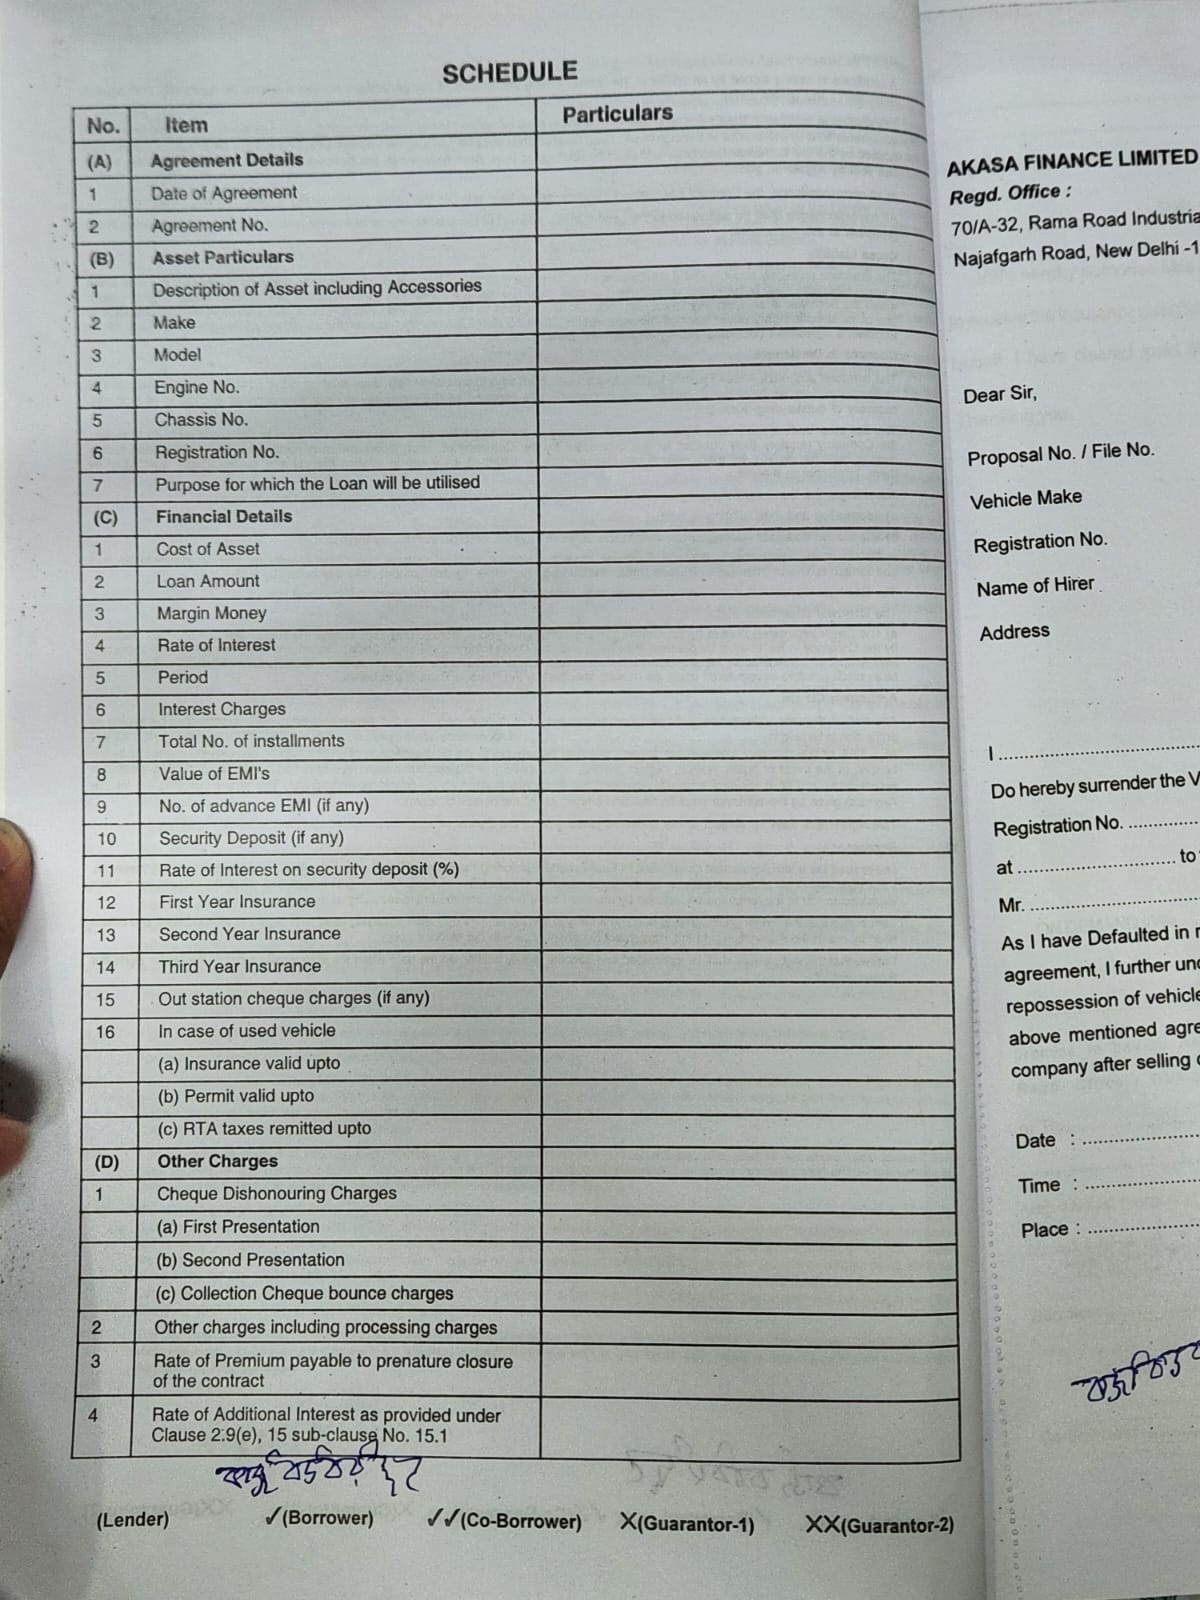 SCHEDULE
No. Item Particulars
(A) Agreement Details
1 Date of Agreement
2 Agreement No.
(B) Asset Particulars
1 Description of Asset including Accessories
2 Make
3 Model
4 Engine No.
5 Chassis No.
6 Registration No.
7 Purpose for which the Loan will be utilised
(C) Financial Details
1 Cost of Asset
2 Loan Amount
3 Margin Money
4 Rate of Interest
5 Period
6 Interest Charges
7 Total No. of installments
8 Value of EMI's
9 No. of advance EMI (if any)
10 Security Deposit (if any)
11 Rate of Interest on security deposit (%)
12 First Year Insurance
13 Second Year Insurance
14 Third Year Insurance
15 Out station cheque charges (if any)
16 In case of used vehicle
(a) Insurance valid upto
(b) Permit valid upto
(c) RTA taxes remitted upto
(D) Other Charges
1 Cheque Dishonouring Charges
(a) First Presentation
(b) Second Presentation
(c) Collection Cheque bounce charges
2 Other charges including processing charges
3 Rate of Premium payable to prenature closure
of the contract
4 Rate of Additional Interest as provided under
Clause 2.9(e), 15 sub-clause No. 15.1
(Lender) ✓(Borrower) ✓✓(Co-Borrower) X(Guarantor-1) XX(Guarantor-2)
AKASA FINANCE LIMITED
Regd. Office :
70/A-32, Rama Road Industria
Najafgarh Road, New Delhi -1
Dear Sir,
Proposal No. / File No.
Vehicle Make
Registration No.
Name of Hirer
Address
I ..............................
Do hereby surrender the V
Registration No. ............
at ............................ to
Mr. ............................
As I have Defaulted in
agreement, I further und
repossession of vehicle
above mentioned agre
company after selling
Date : ....................
Time : ....................
Place : ....................